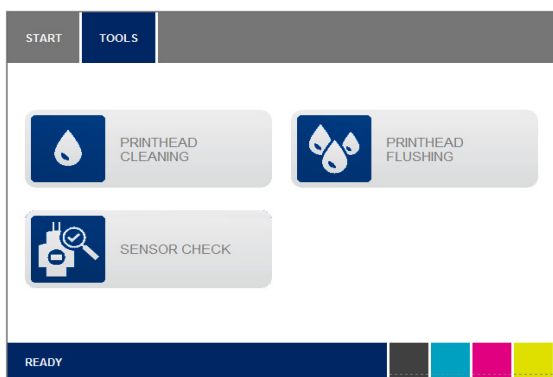 START
TOOLS
PRINTHEAD
CLEANING
PRINTHEAD
FLUSHING
SENSOR CHECK
READY